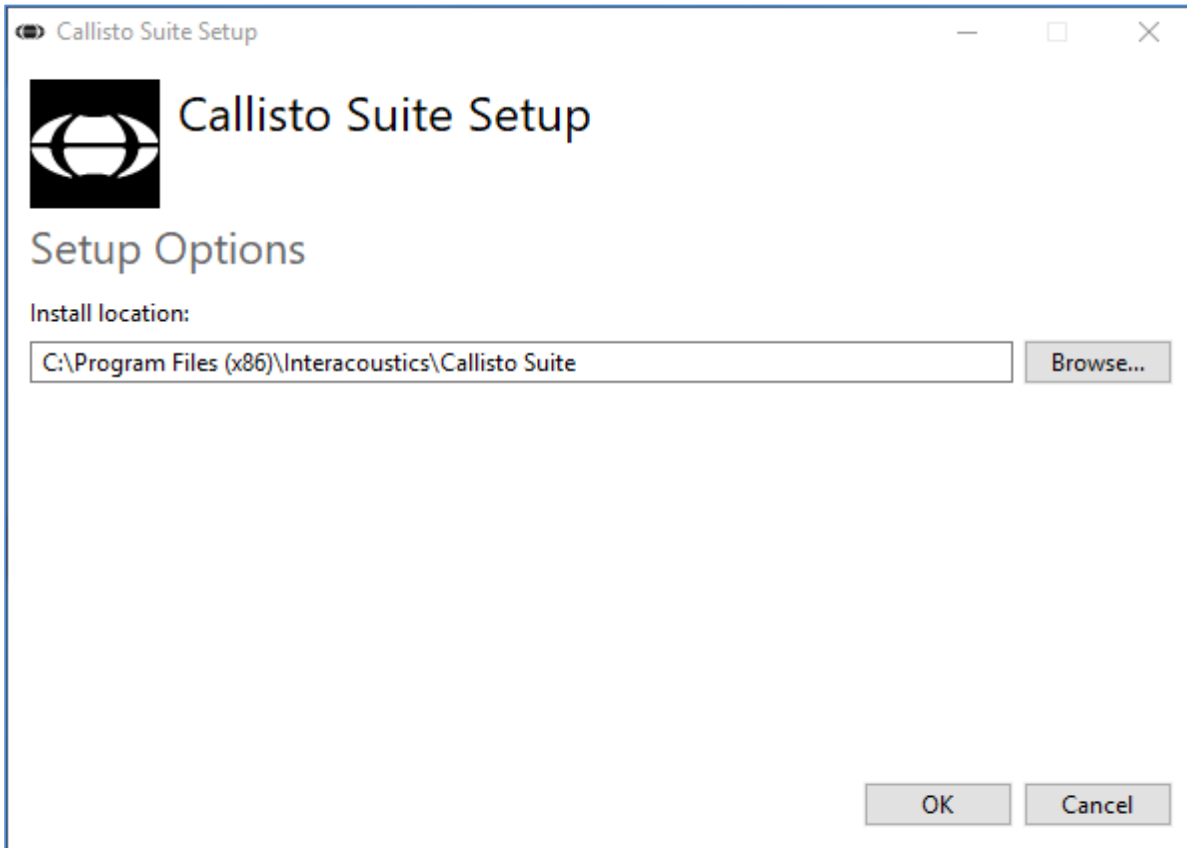 Callisto Suite Setup
Callisto Suite Setup
Setup Options
Install location:
C:\Program Files (x86)\Interacoustics\Callisto Suite
Browse...
OK
Cancel